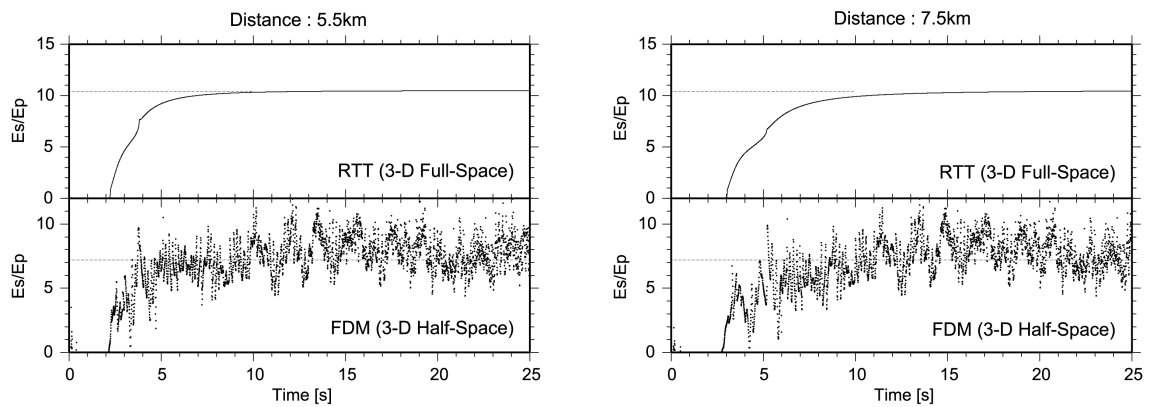 Distance : 5.5km
15
10
5
0
Es/Ep
RTT (3-D Full-Space)
10
5
0
Es/Ep
FDM (3-D Half-Space)
0 5 10 15 20 25
Time [s]
Distance : 7.5km
15
10
5
0
Es/Ep
RTT (3-D Full-Space)
10
5
0
Es/Ep
FDM (3-D Half-Space)
0 5 10 15 20 25
Time [s]